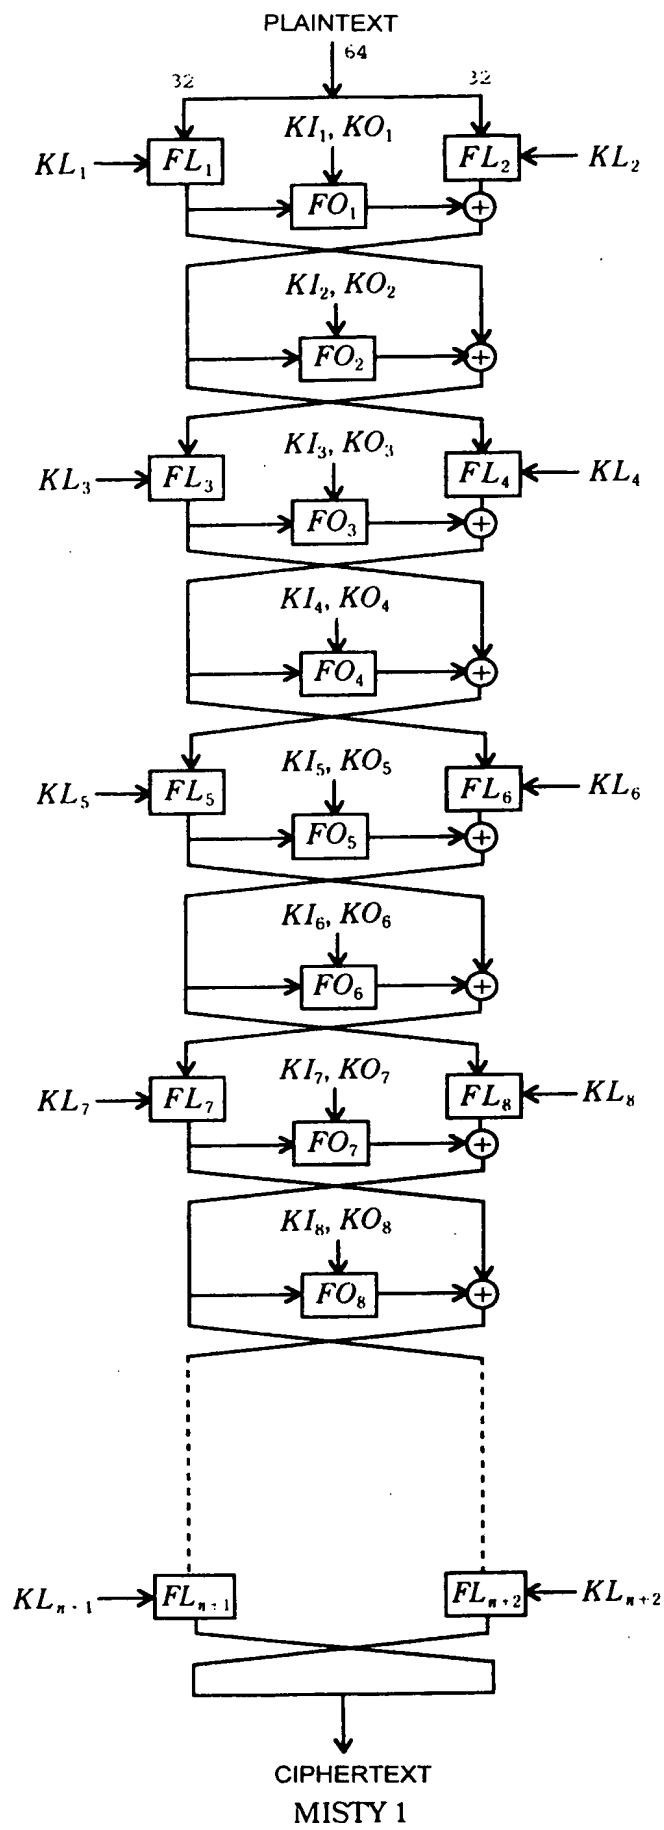 PLAINTEXT
64
32 32
KI₁, KO₁
KL₁ FL₁ FL₂ KL₂
FO₁
KI₂, KO₂
FO₂
KI₃, KO₃
KL₃ FL₃ FL₄ KL₄
FO₃
KI₄, KO₄
FO₄
KI₅, KO₅
KL₅ FL₅ FL₆ KL₆
FO₅
KI₆, KO₆
FO₆
KI₇, KO₇
KL₇ FL₇ FL₈ KL₈
FO₇
KI₈, KO₈
FO₈
KLₙ₊₁ FLₙ₊₁ FLₙ₊₂ KLₙ₊₂
CIPHERTEXT
MISTY 1